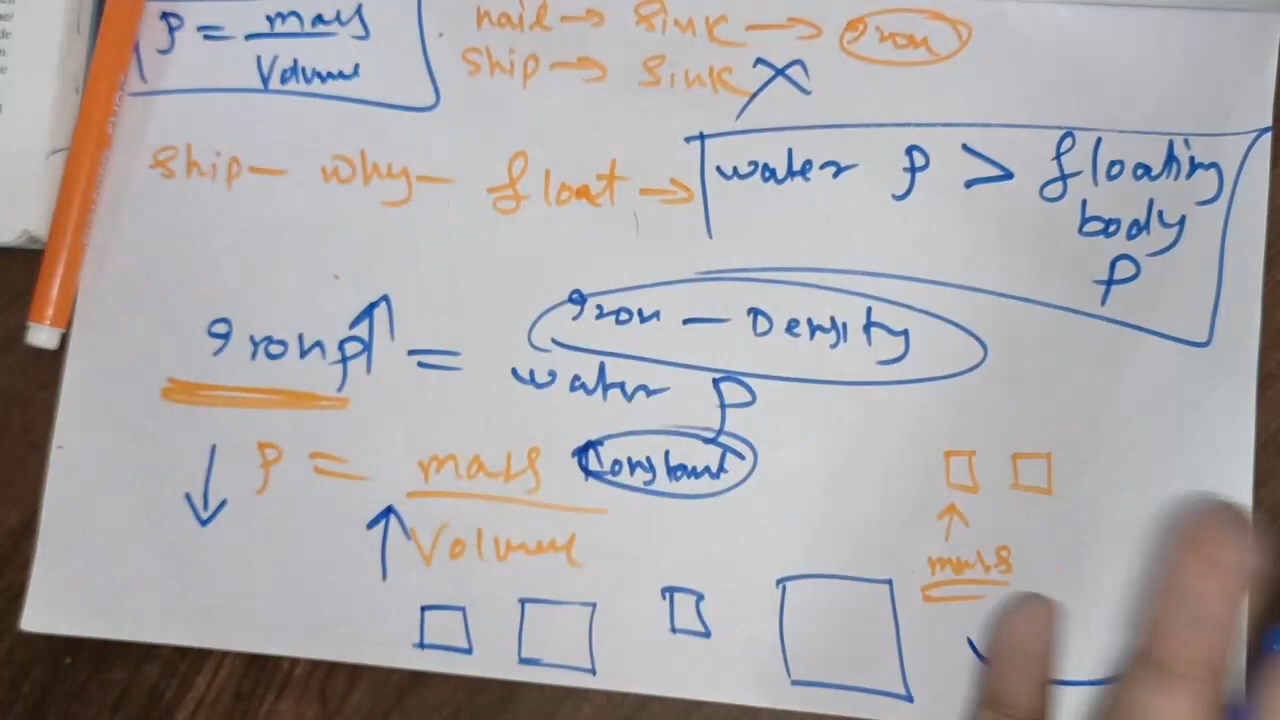 ρ = mass
Volume
nail → sink → Iron
ship → sink X
ship - why - float →
water ρ > floating
body
ρ
Iron ρ ↑ =
Iron - Density
water ρ
↓ ρ = mass Constant
↑ Volume
↑
mass